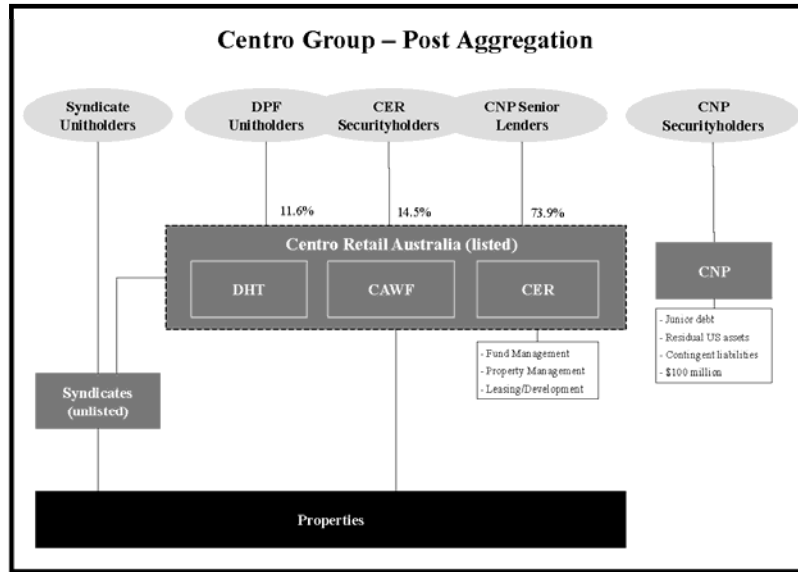 Centro Group – Post Aggregation
Syndicate
Unitholders
DPF
Unitholders
CER
Securityholders
CNP Senior
Lenders
CNP
Securityholders
11.6%
14.5%
73.9%
Centro Retail Australia (listed)
DHT
CAWF
CER
CNP
- Fund Management
- Property Management
- Leasing/Development
- Junior debt
- Residual US assets
- Contingent liabilities
- $100 million
Syndicates
(unlisted)
Properties